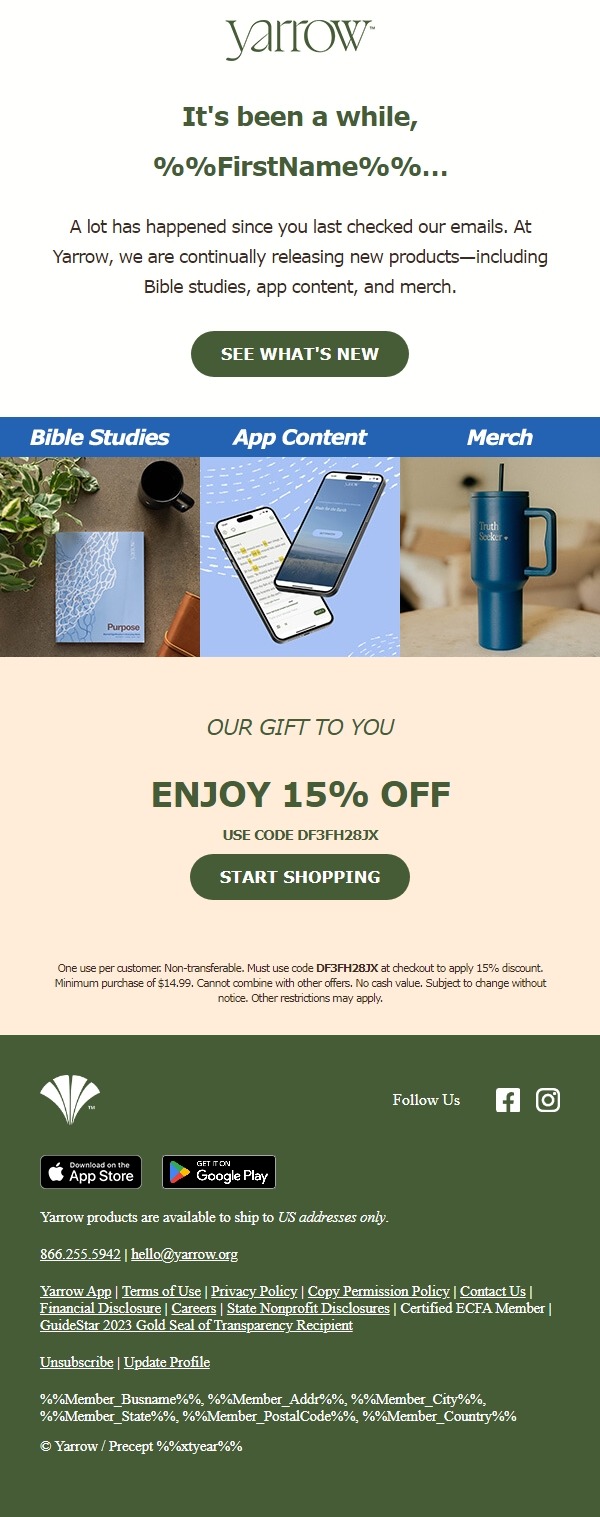 yarrow™
It's been a while,
%%FirstName%%...
A lot has happened since you last checked our emails. At
Yarrow, we are continually releasing new products—including
Bible studies, app content, and merch.
SEE WHAT'S NEW
Bible Studies App Content Merch
Purpose
Truth
Seeker
OUR GIFT TO YOU
ENJOY 15% OFF
USE CODE DF3FH28JX
START SHOPPING
One use per customer. Non-transferable. Must use code DF3FH28JX at checkout to apply 15% discount.
Minimum purchase of $14.99. Cannot combine with other offers. No cash value. Subject to change without
notice. Other restrictions may apply.
TM
Follow Us
Download on the
App Store
GET IT ON
Google Play
Yarrow products are available to ship to US addresses only.
866.255.5942 | hello@yarrow.org
Yarrow App | Terms of Use | Privacy Policy | Copy Permission Policy | Contact Us |
Financial Disclosure | Careers | State Nonprofit Disclosures | Certified ECFA Member |
GuideStar 2023 Gold Seal of Transparency Recipient
Unsubscribe | Update Profile
%%Member_Busname%%, %%Member_Addr%%, %%Member_City%%,
%%Member_State%%, %%Member_PostalCode%%, %%Member_Country%%
© Yarrow / Precept %%xtyear%%